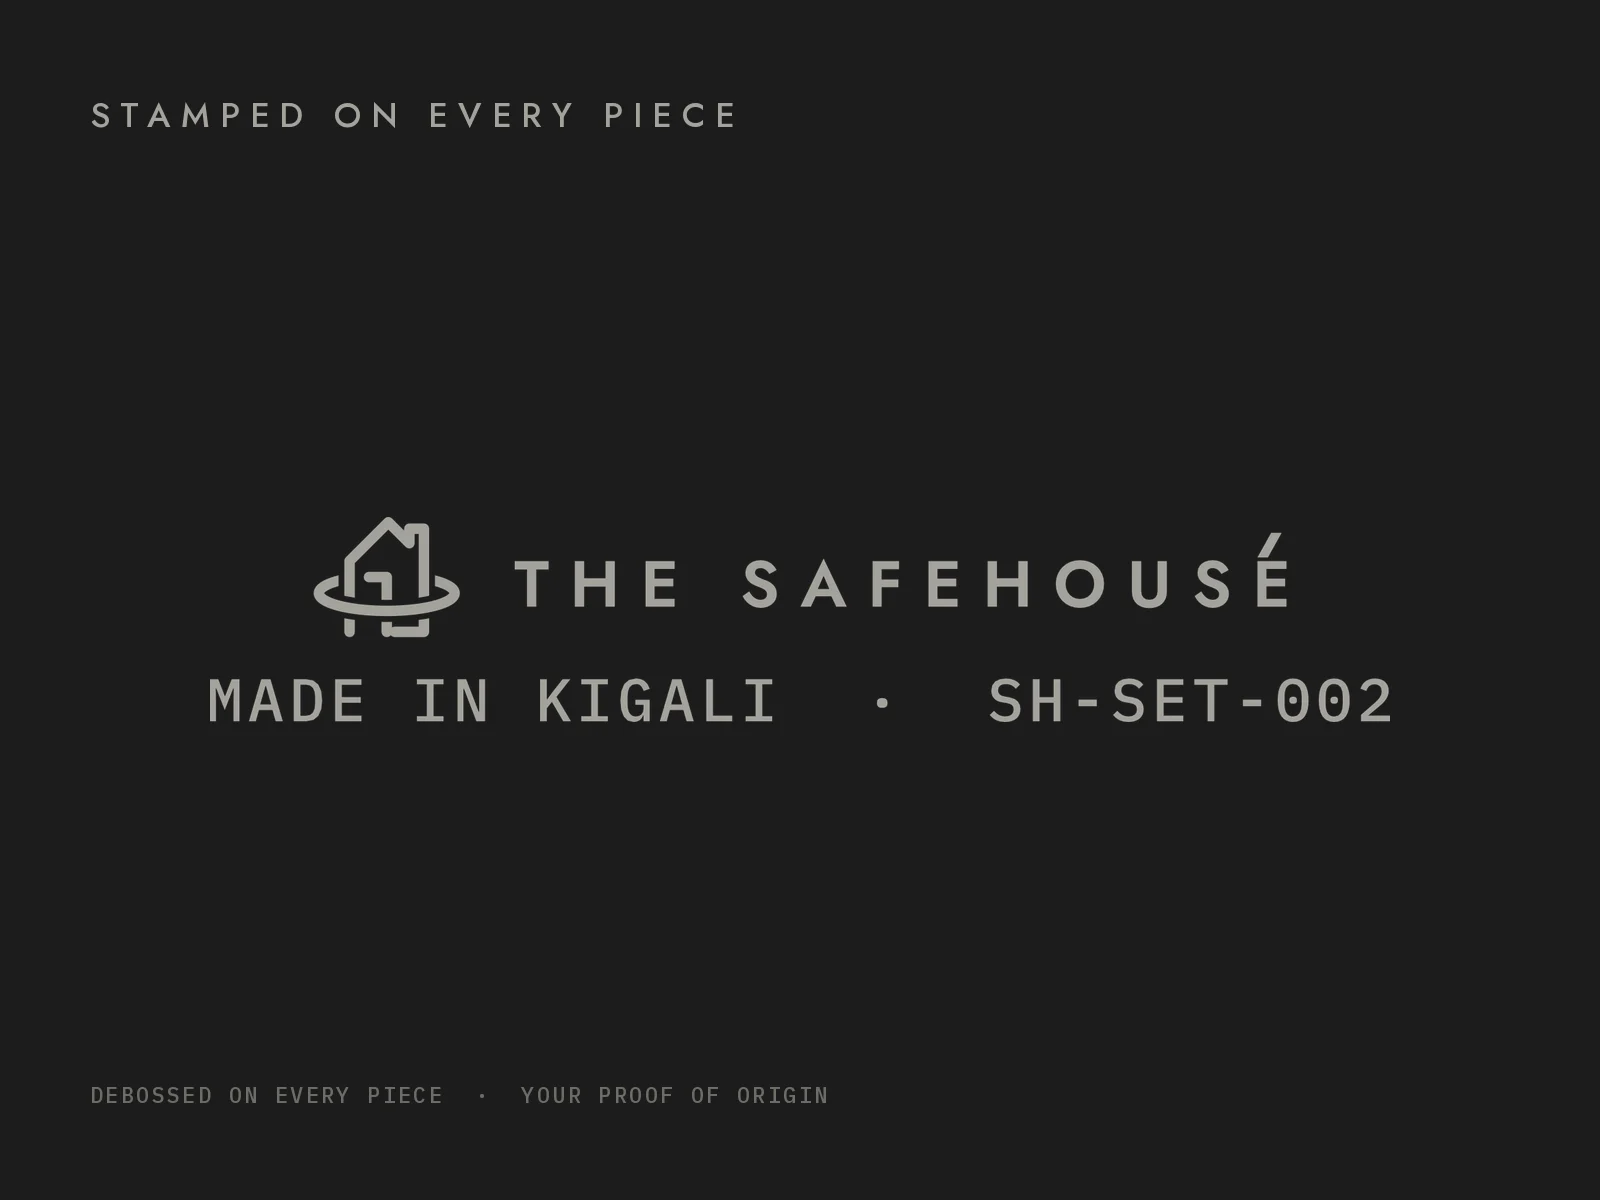 STAMPED ON EVERY PIECE
THE SAFEHOUSÉ
MADE IN KIGALI · SH-SET-002
DEBOSSED ON EVERY PIECE · YOUR PROOF OF ORIGIN